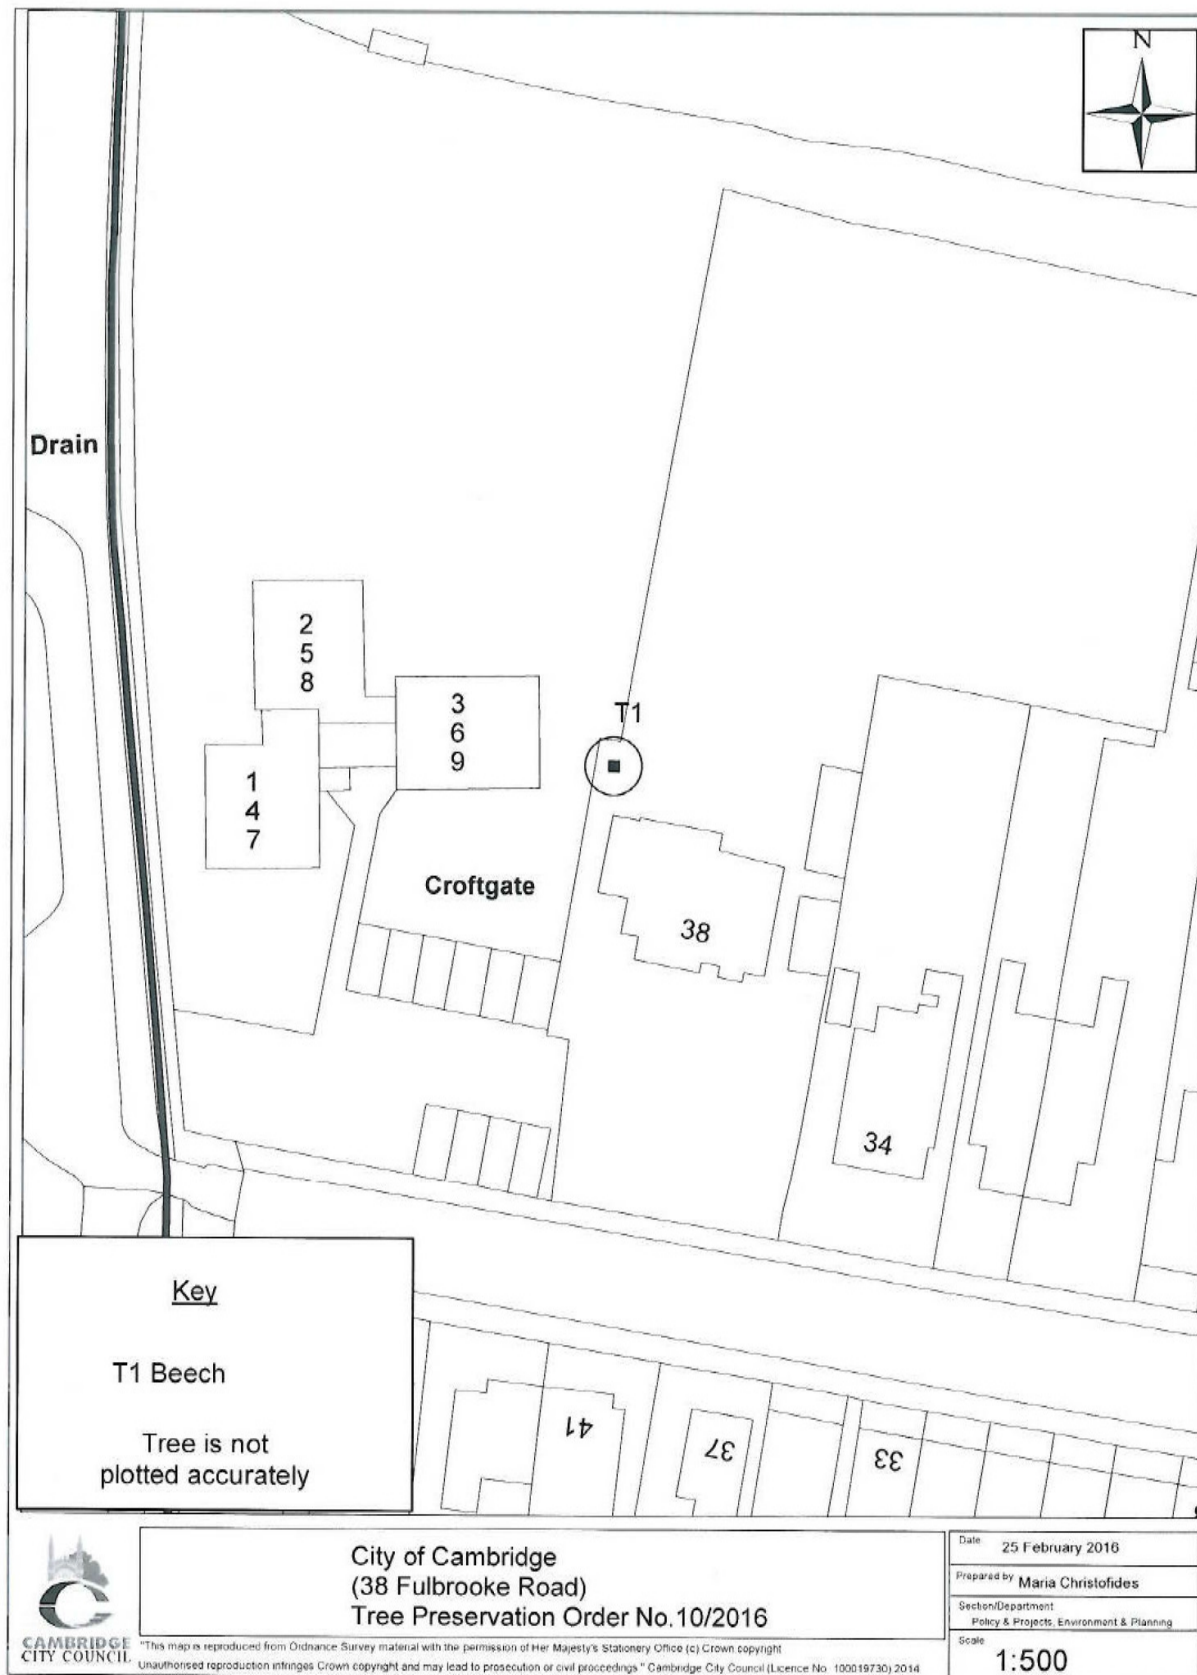 N
Drain
2
5
8
3
6
9
T1
1
4
7
Croftgate
38
34
Key
T1 Beech
Tree is not
plotted accurately
41
37
33
CAMBRIDGE
CITY COUNCIL
City of Cambridge
(38 Fulbrooke Road)
Tree Preservation Order No.10/2016
"This map is reproduced from Ordnance Survey material with the permission of Her Majesty's Stationery Office (c) Crown copyright
Unauthorised reproduction infringes Crown copyright and may lead to prosecution or civil proceedings." Cambridge City Council (Licence No. 100019730) 2014
Date 25 February 2016
Prepared by Maria Christofides
Section/Department
Policy & Projects, Environment & Planning
Scale
1:500